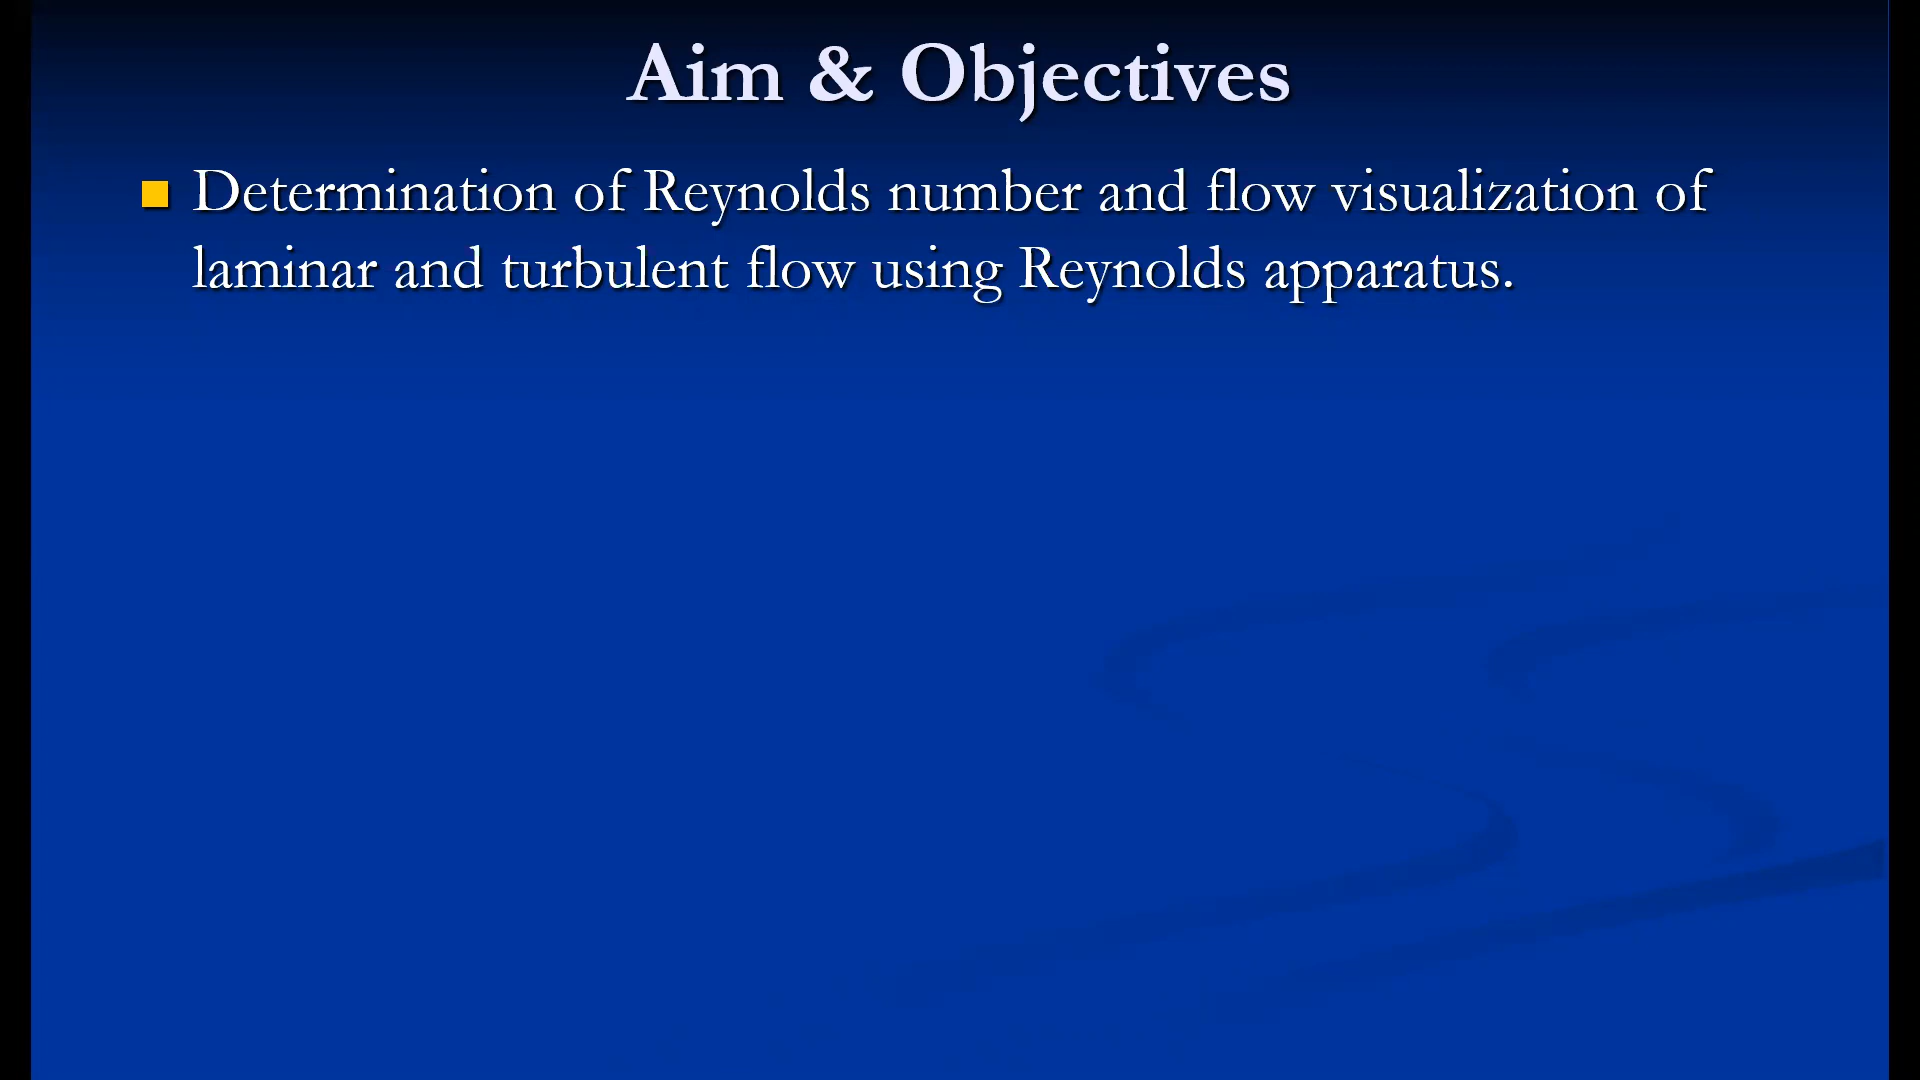 Aim & Objectives
Determination of Reynolds number and flow visualization of
laminar and turbulent flow using Reynolds apparatus.